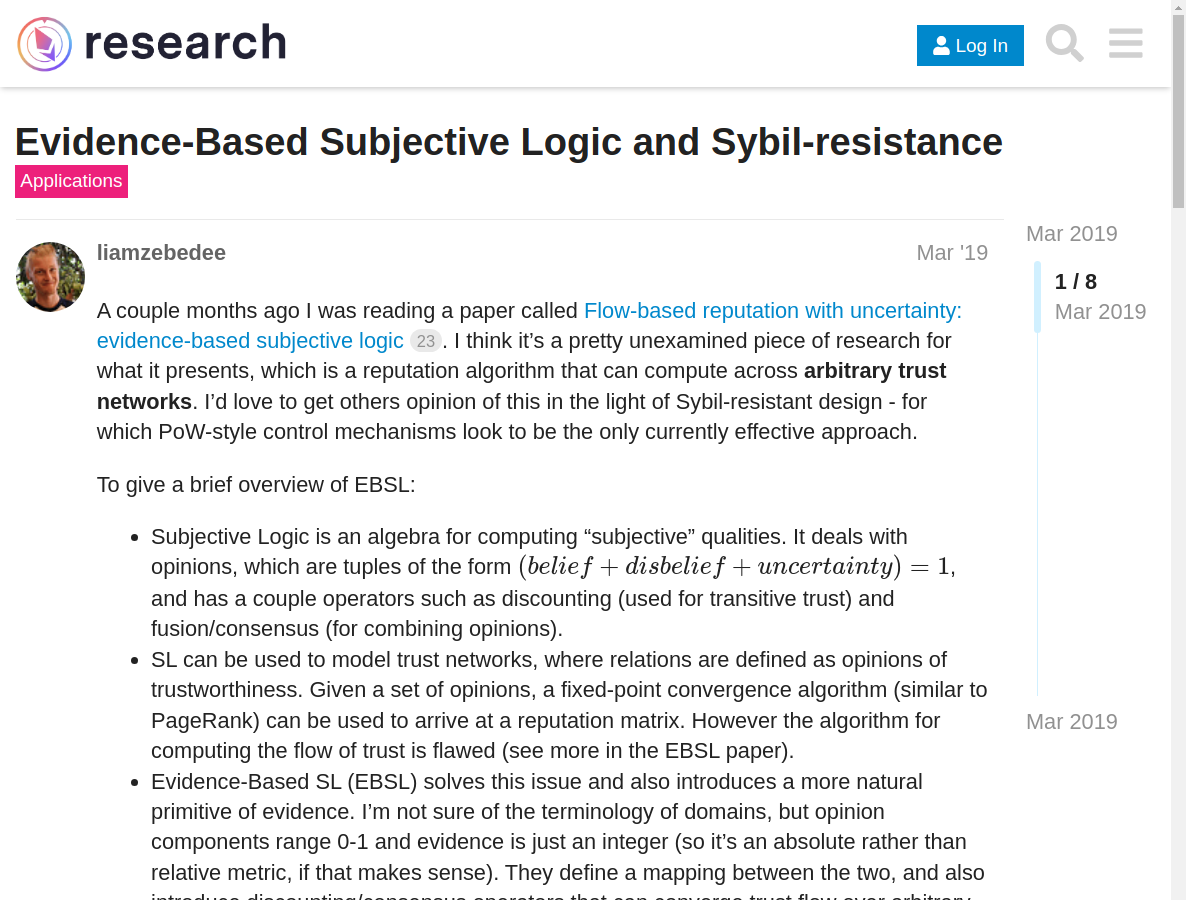 research
Log In
Evidence-Based Subjective Logic and Sybil-resistance
Applications
liamzebedee
Mar '19
A couple months ago I was reading a paper called Flow-based reputation with uncertainty:
evidence-based subjective logic 23. I think it’s a pretty unexamined piece of research for
what it presents, which is a reputation algorithm that can compute across arbitrary trust
networks. I’d love to get others opinion of this in the light of Sybil-resistant design - for
which PoW-style control mechanisms look to be the only currently effective approach.
To give a brief overview of EBSL:
Subjective Logic is an algebra for computing “subjective” qualities. It deals with
opinions, which are tuples of the form (belief + disbelief + uncertainty) = 1,
and has a couple operators such as discounting (used for transitive trust) and
fusion/consensus (for combining opinions).
SL can be used to model trust networks, where relations are defined as opinions of
trustworthiness. Given a set of opinions, a fixed-point convergence algorithm (similar to
PageRank) can be used to arrive at a reputation matrix. However the algorithm for
computing the flow of trust is flawed (see more in the EBSL paper).
Evidence-Based SL (EBSL) solves this issue and also introduces a more natural
primitive of evidence. I’m not sure of the terminology of domains, but opinion
components range 0-1 and evidence is just an integer (so it’s an absolute rather than
relative metric, if that makes sense). They define a mapping between the two, and also
introduce discounting/consensus operators that can converge trust flow over arbitrary
Mar 2019
1 / 8
Mar 2019
Mar 2019